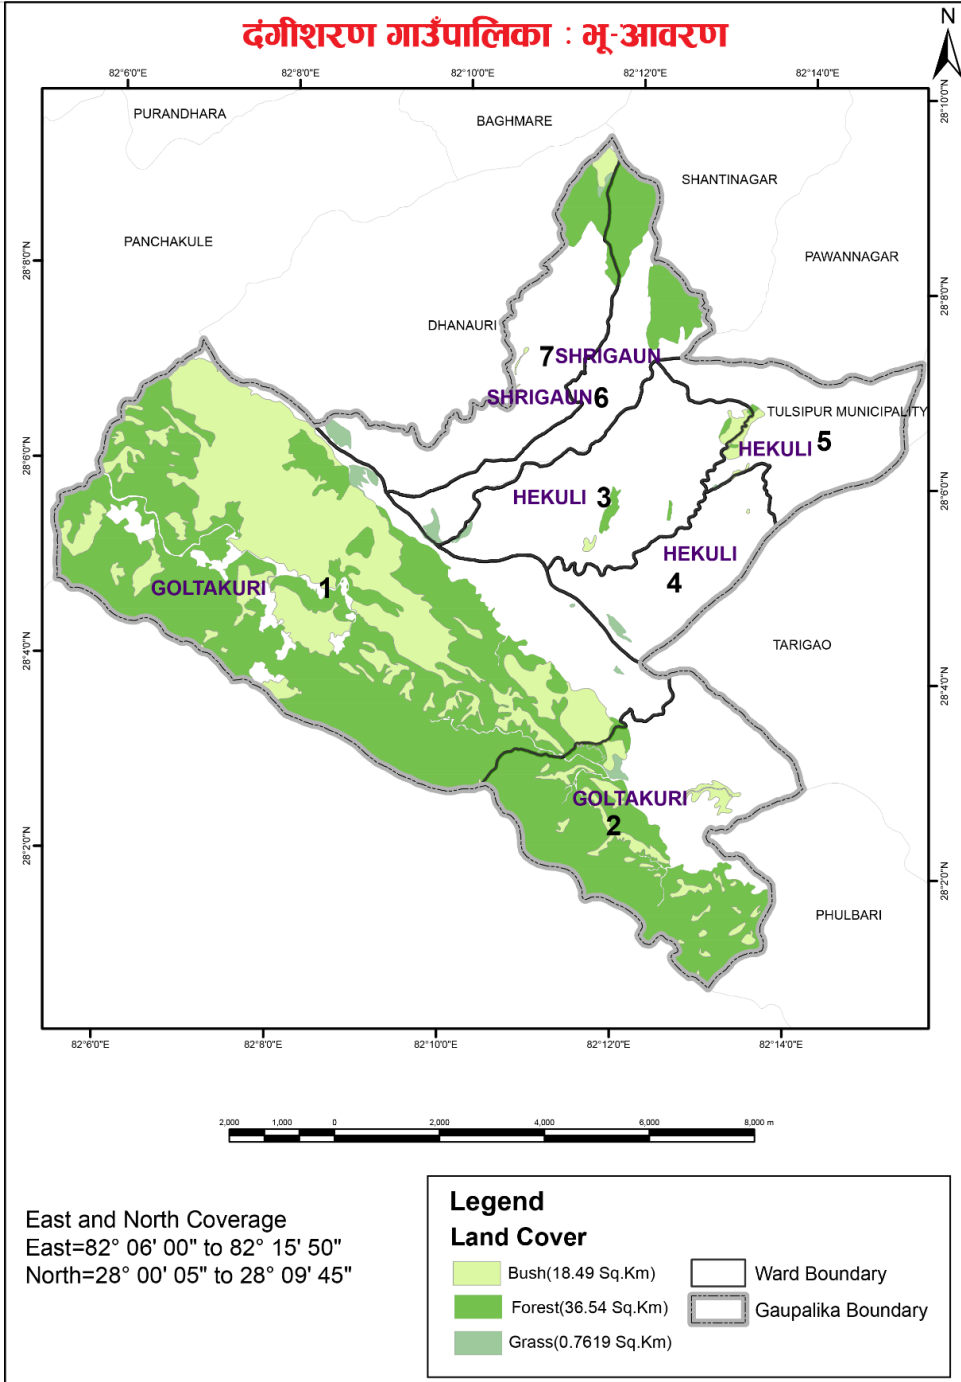 दंगीशरण गाउँपालिका : भू-आवरण
N
82°6'0"E 82°8'0"E 82°10'0"E 82°12'0"E 82°14'0"E
28°10'0"N
PURANDHARA
BAGHMARE
SHANTINAGAR
PANCHAKULE
PAWANNAGAR
28°8'0"N
28°8'0"N
DHANAURI
7 SHRIGAUN
SHRIGAUN 6
TULSIPUR MUNICIPALITY
HEKULI 5
28°6'0"N
28°6'0"N
HEKULI 3
HEKULI
4
GOLTAKURI 1
TARIGAO
28°4'0"N
28°4'0"N
GOLTAKURI
2
28°2'0"N
28°2'0"N
PHULBARI
82°6'0"E 82°8'0"E 82°10'0"E 82°12'0"E 82°14'0"E
2,000 1,000 0 2,000 4,000 6,000 8,000 m
East and North Coverage
East=82° 06' 00" to 82° 15' 50"
North=28° 00' 05" to 28° 09' 45"
Legend
Land Cover
Bush(18.49 Sq.Km)
Forest(36.54 Sq.Km)
Grass(0.7619 Sq.Km)
Ward Boundary
Gaupalika Boundary